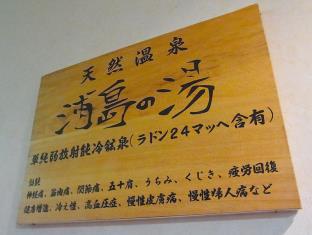 天然温泉
浦島の湯
単純弱放射能冷鉱泉(ラドン24マッヘ含有)
効能
神経痛、筋肉痛、関節痛、五十肩、うちみ、くじき、疲労回復
健康増進、冷え性、高血圧症、慢性皮膚病、慢性婦人病など